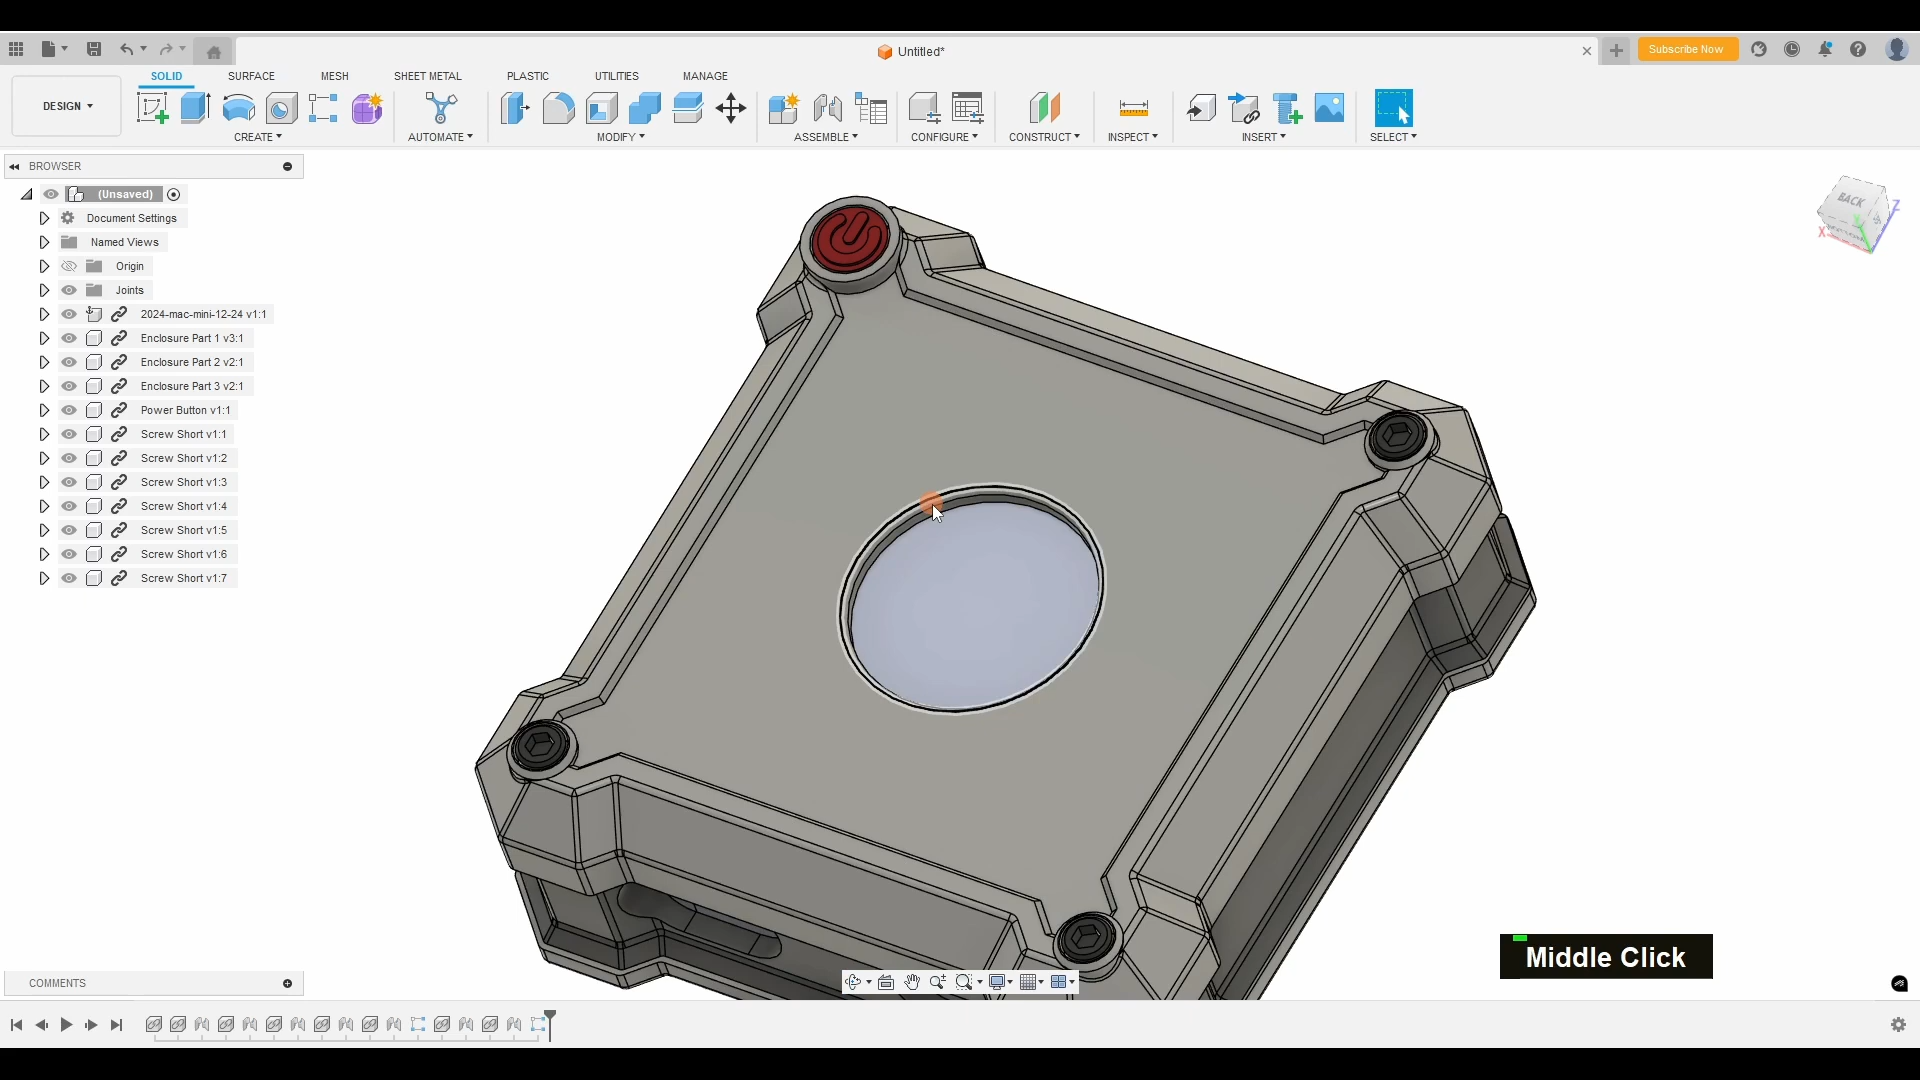 Untitled*
Subscribe Now
DESIGN
SOLID
SURFACE
MESH
SHEET METAL
PLASTIC
UTILITIES
MANAGE
CREATE
AUTOMATE
MODIFY
ASSEMBLE
CONFIGURE
CONSTRUCT
INSPECT
INSERT
SELECT
BROWSER
(Unsaved)
Document Settings
Named Views
Origin
Joints
2024-mac-mini-12-24 v1:1
Enclosure Part 1 v3:1
Enclosure Part 2 v2:1
Enclosure Part 3 v2:1
Power Button v1:1
Screw Short v1:1
Screw Short v1:2
Screw Short v1:3
Screw Short v1:4
Screw Short v1:5
Screw Short v1:6
Screw Short v1:7
BACK
X
Y
Z
Middle Click
COMMENTS